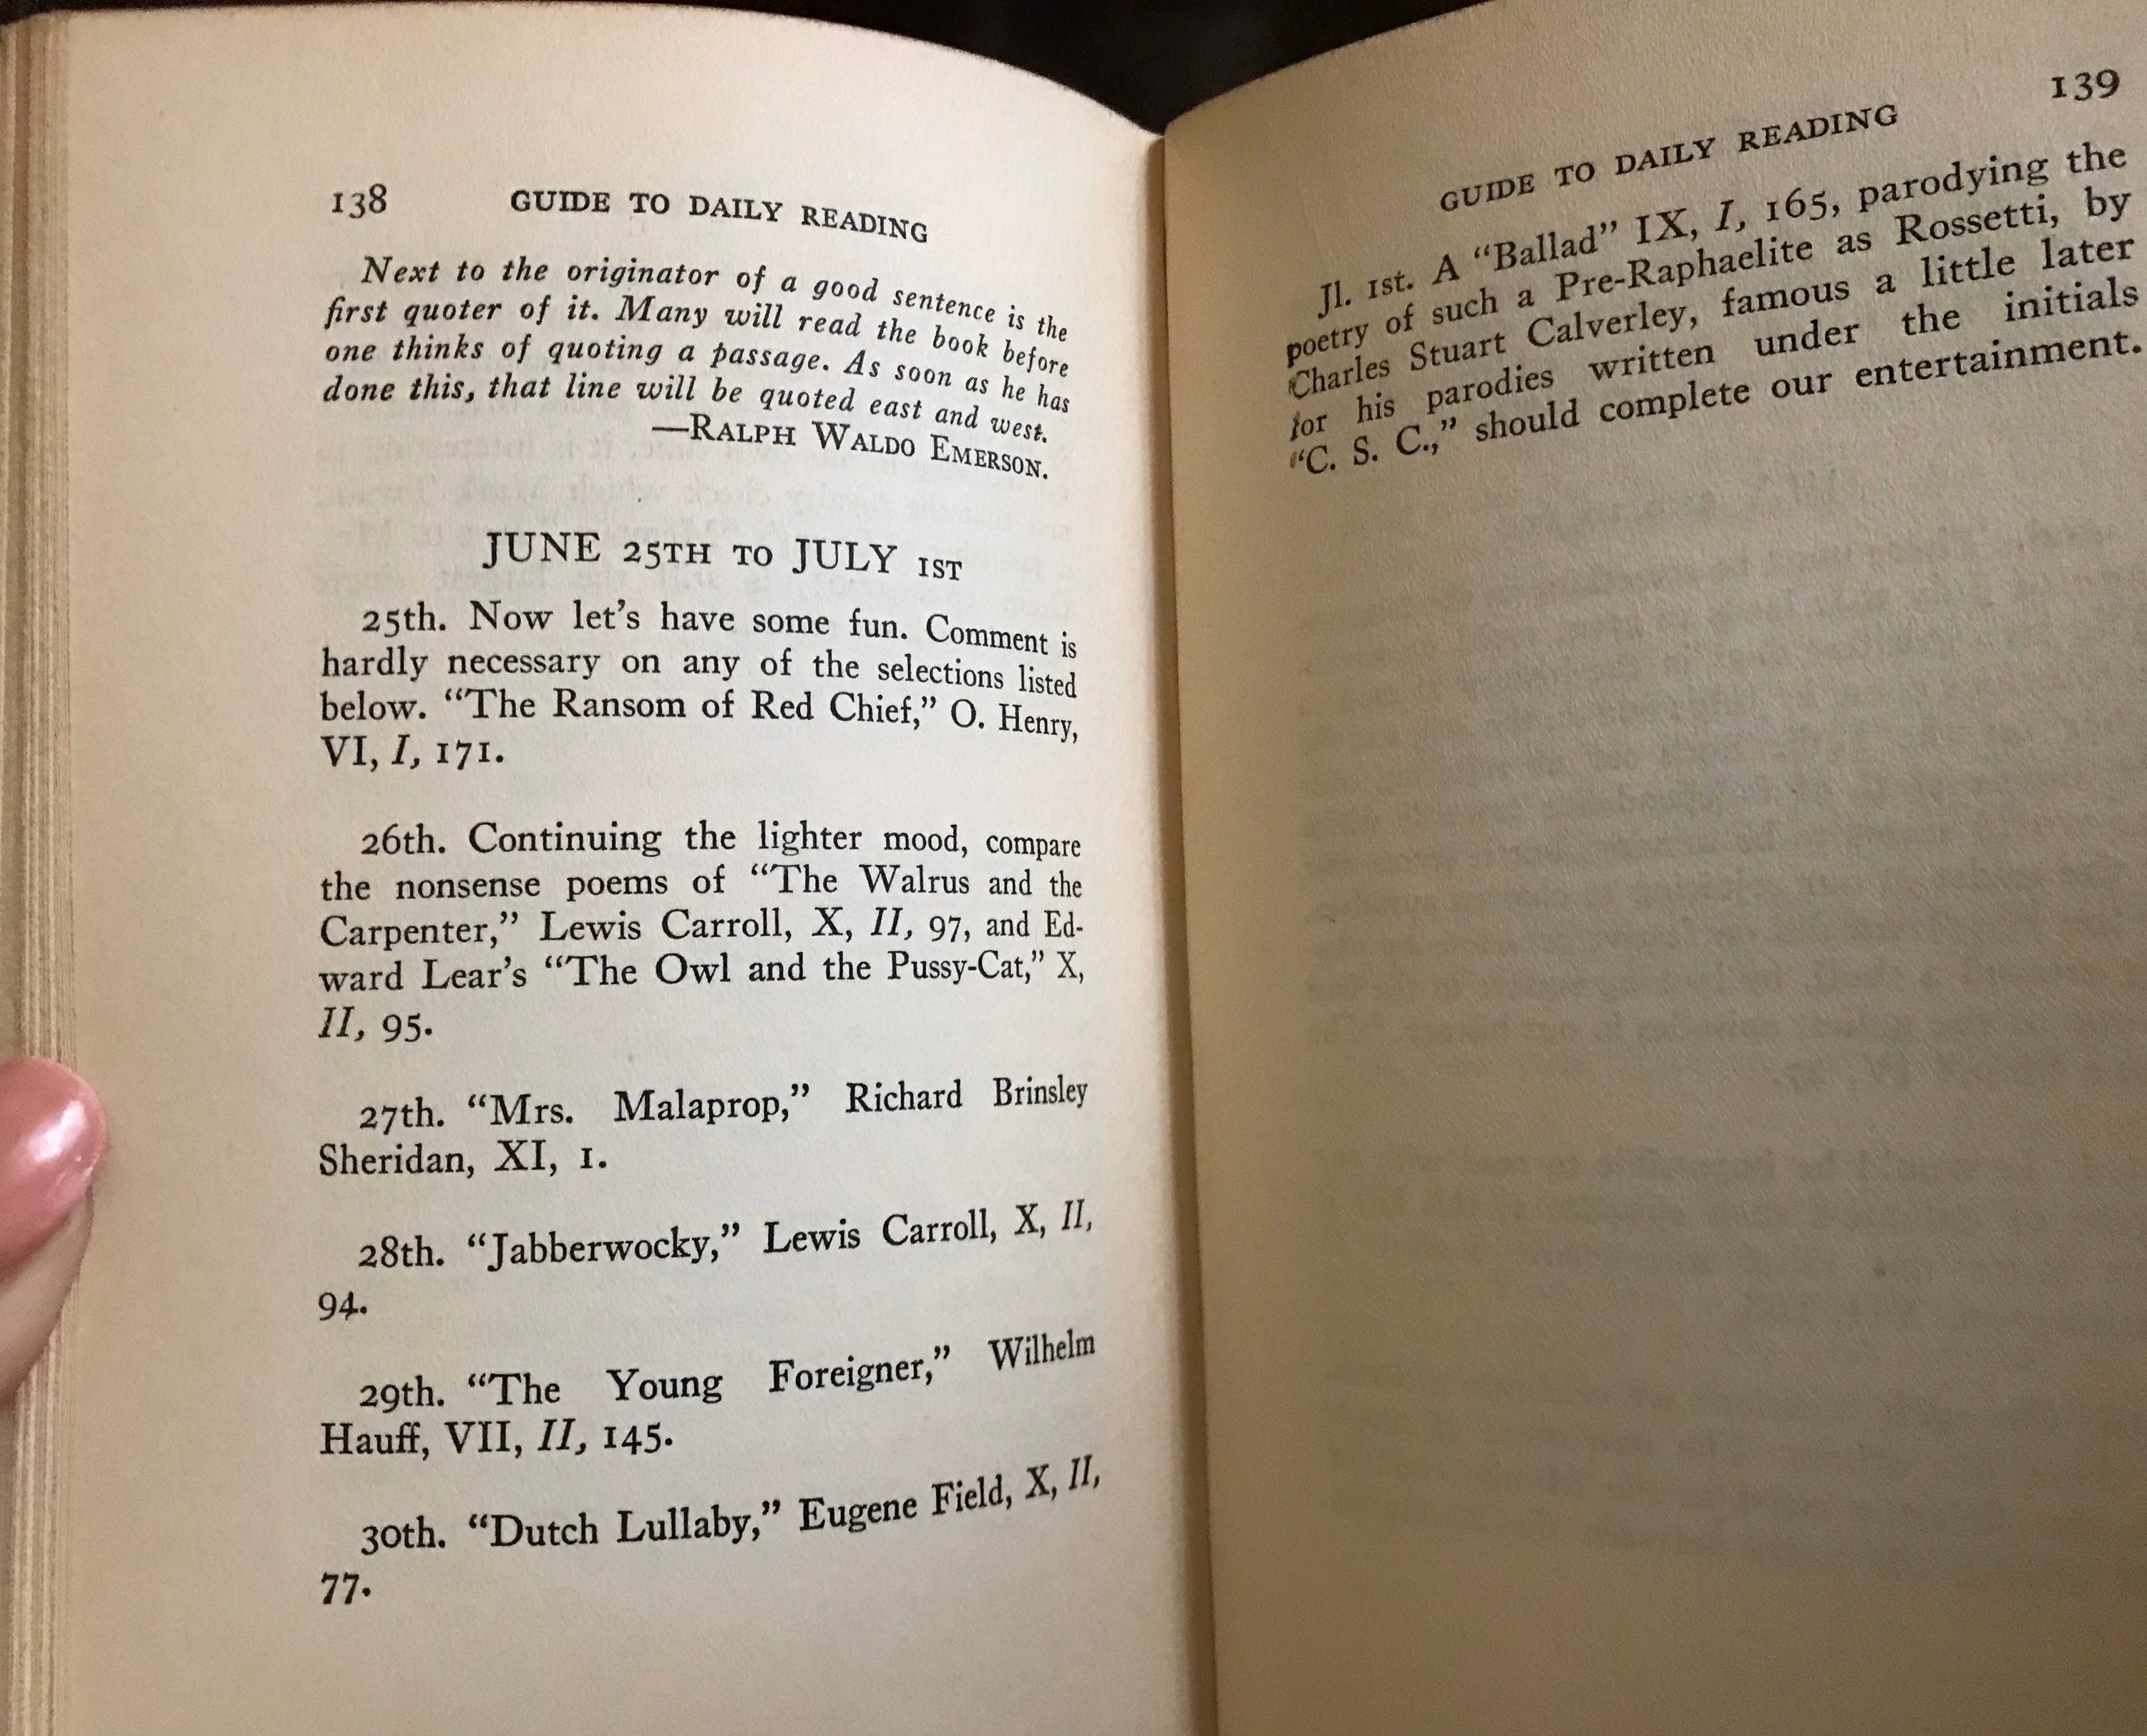 138 GUIDE TO DAILY READING
Next to the originator of a good sentence is the
first quoter of it. Many will read the book before
one thinks of quoting a passage. As soon as he has
done this, that line will be quoted east and west.
—RALPH WALDO EMERSON.
JUNE 25TH TO JULY 1ST
25th. Now let's have some fun. Comment is
hardly necessary on any of the selections listed
below. “The Ransom of Red Chief,” O. Henry,
VI, I, 171.
26th. Continuing the lighter mood, compare
the nonsense poems of “The Walrus and the
Carpenter,” Lewis Carroll, X, II, 97, and Ed-
ward Lear's “The Owl and the Pussy-Cat,” X,
II, 95.
27th. “Mrs. Malaprop,” Richard Brinsley
Sheridan, XI, 1.
28th. “Jabberwocky,” Lewis Carroll, X, II,
94.
29th. “The Young Foreigner,” Wilhelm
Hauff, VII, II, 145.
30th. “Dutch Lullaby,” Eugene Field, X, II,
77.
GUIDE TO DAILY READING 139
Jl. 1st. A “Ballad” IX, I, 165, parodying the
poetry of such a Pre-Raphaelite as Rossetti, by
Charles Stuart Calverley, famous a little later
for his parodies written under the initials
“C. S. C.,” should complete our entertainment.